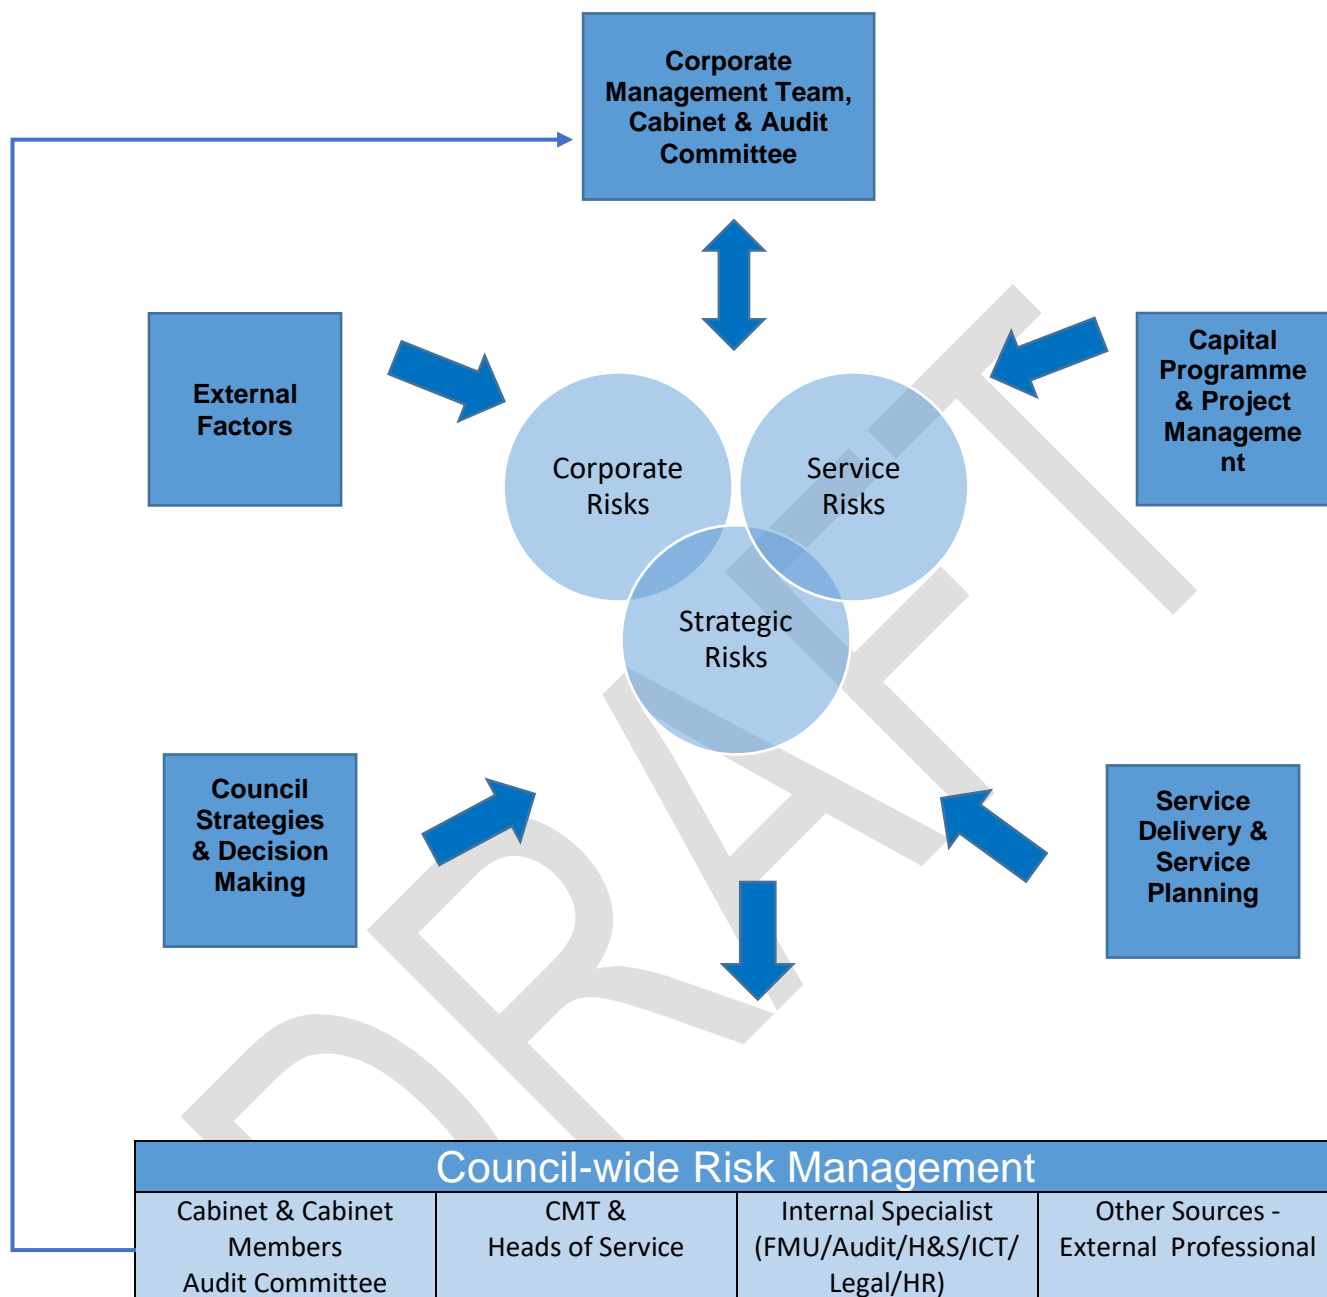 Corporate
Management Team,
Cabinet & Audit
Committee
External
Factors
Capital
Programme
& Project
Manageme
nt
Corporate
Risks
Service
Risks
Strategic
Risks
Council
Strategies
& Decision
Making
Service
Delivery &
Service
Planning
DRAFT
Council-wide Risk Management
Cabinet & Cabinet
Members
Audit Committee
CMT &
Heads of Service
Internal Specialist
(FMU/Audit/H&S/ICT/
Legal/HR)
Other Sources -
External Professional